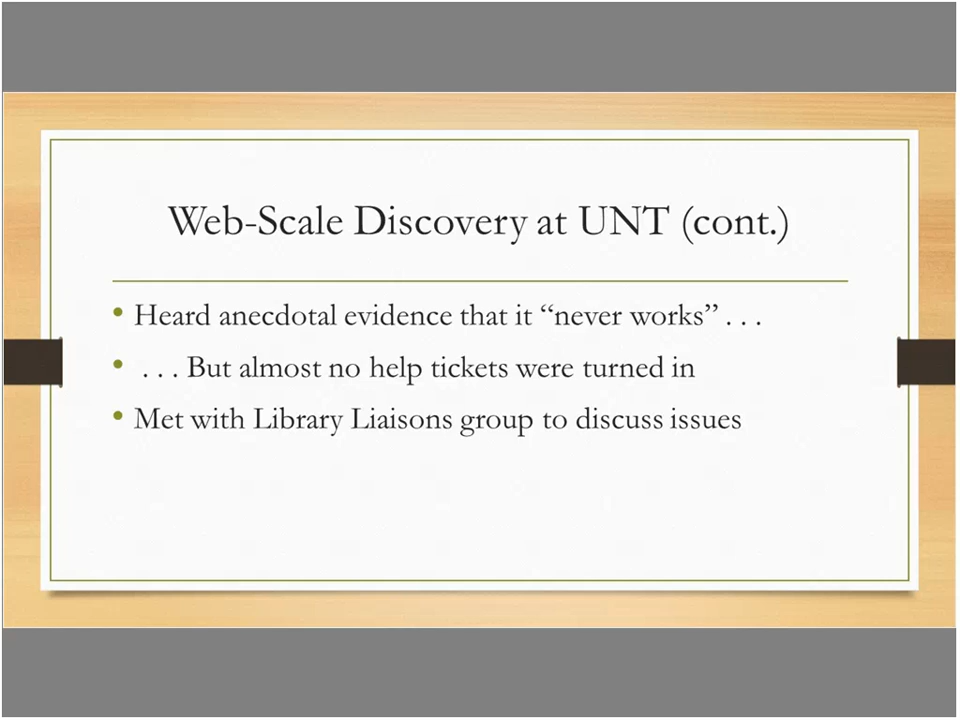 Web-Scale Discovery at UNT (cont.)
• Heard anecdotal evidence that it “never works” . . .
• . . . But almost no help tickets were turned in
• Met with Library Liaisons group to discuss issues